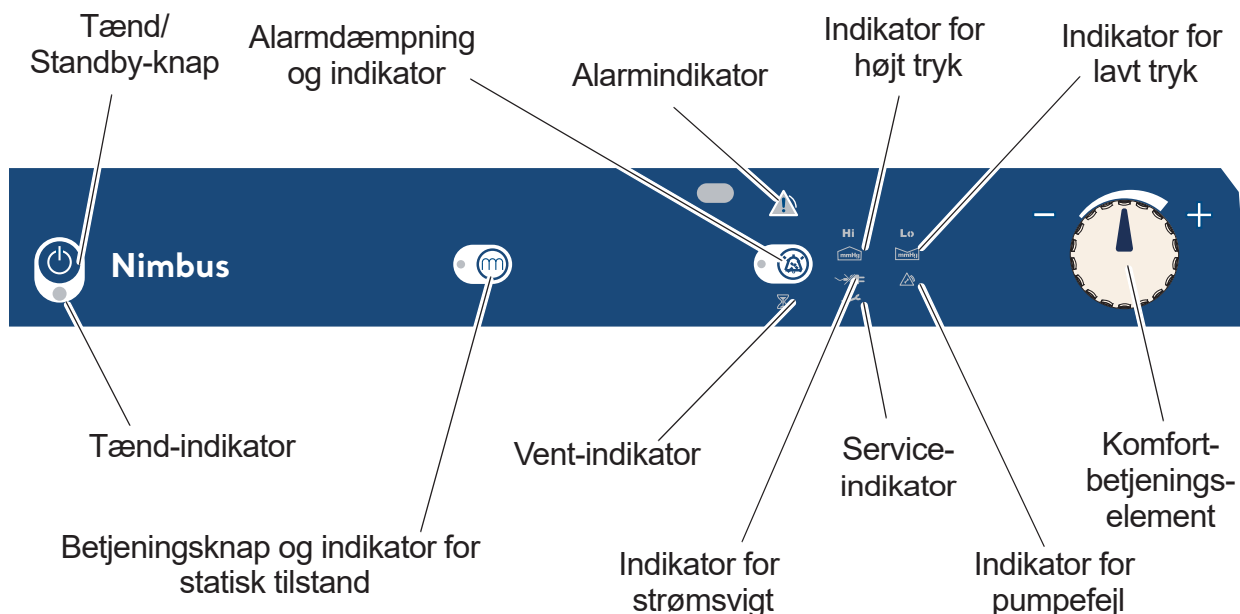 Tænd/
Standby-knap
Alarmdæmpning
og indikator
Alarmindikator
Indikator for
højt tryk
Indikator for
lavt tryk
Nimbus
Hi
mmHg
Lo
mmHg
−
+
Tænd-indikator
Betjeningsknap og indikator for
statisk tilstand
Vent-indikator
Indikator for
strømsvigt
Service-
indikator
Indikator for
pumpefejl
Komfort-
betjenings-
element